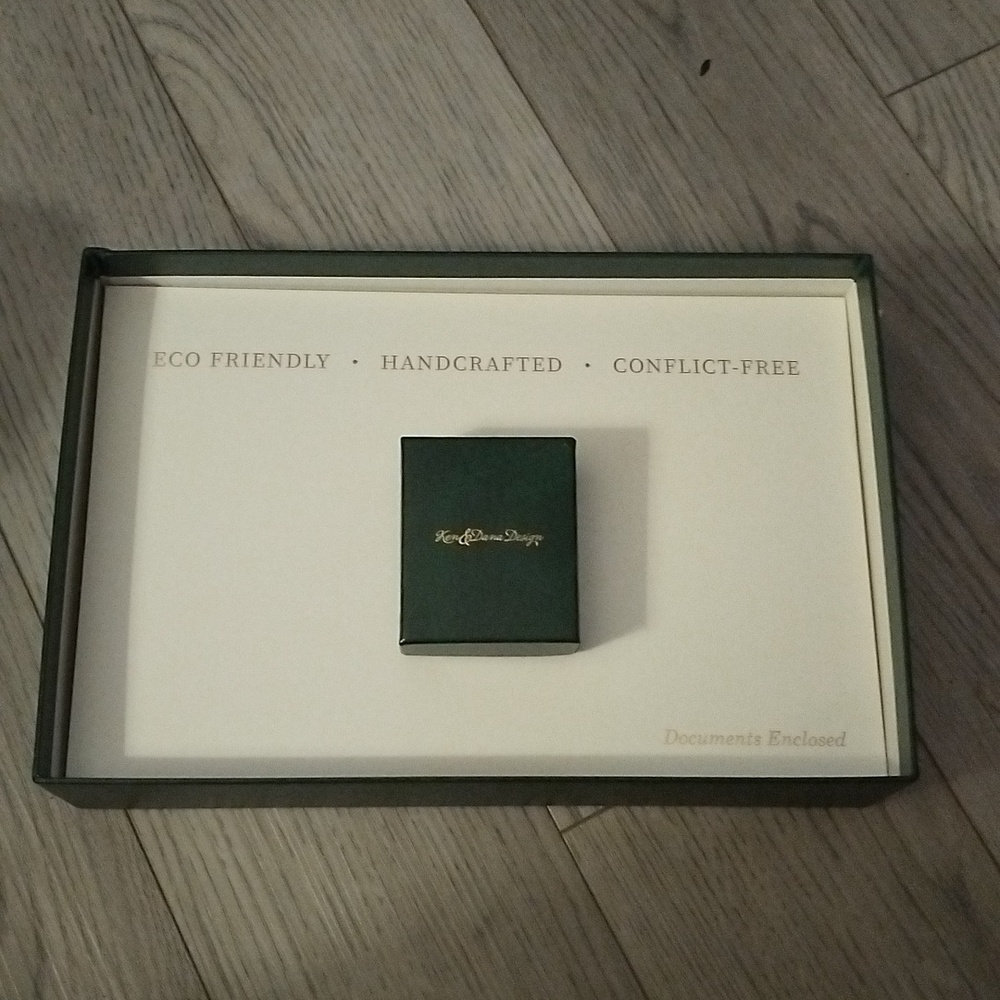 ECO FRIENDLY • HANDCRAFTED • CONFLICT-FREE
Ken & Dana Design
Documents Enclosed